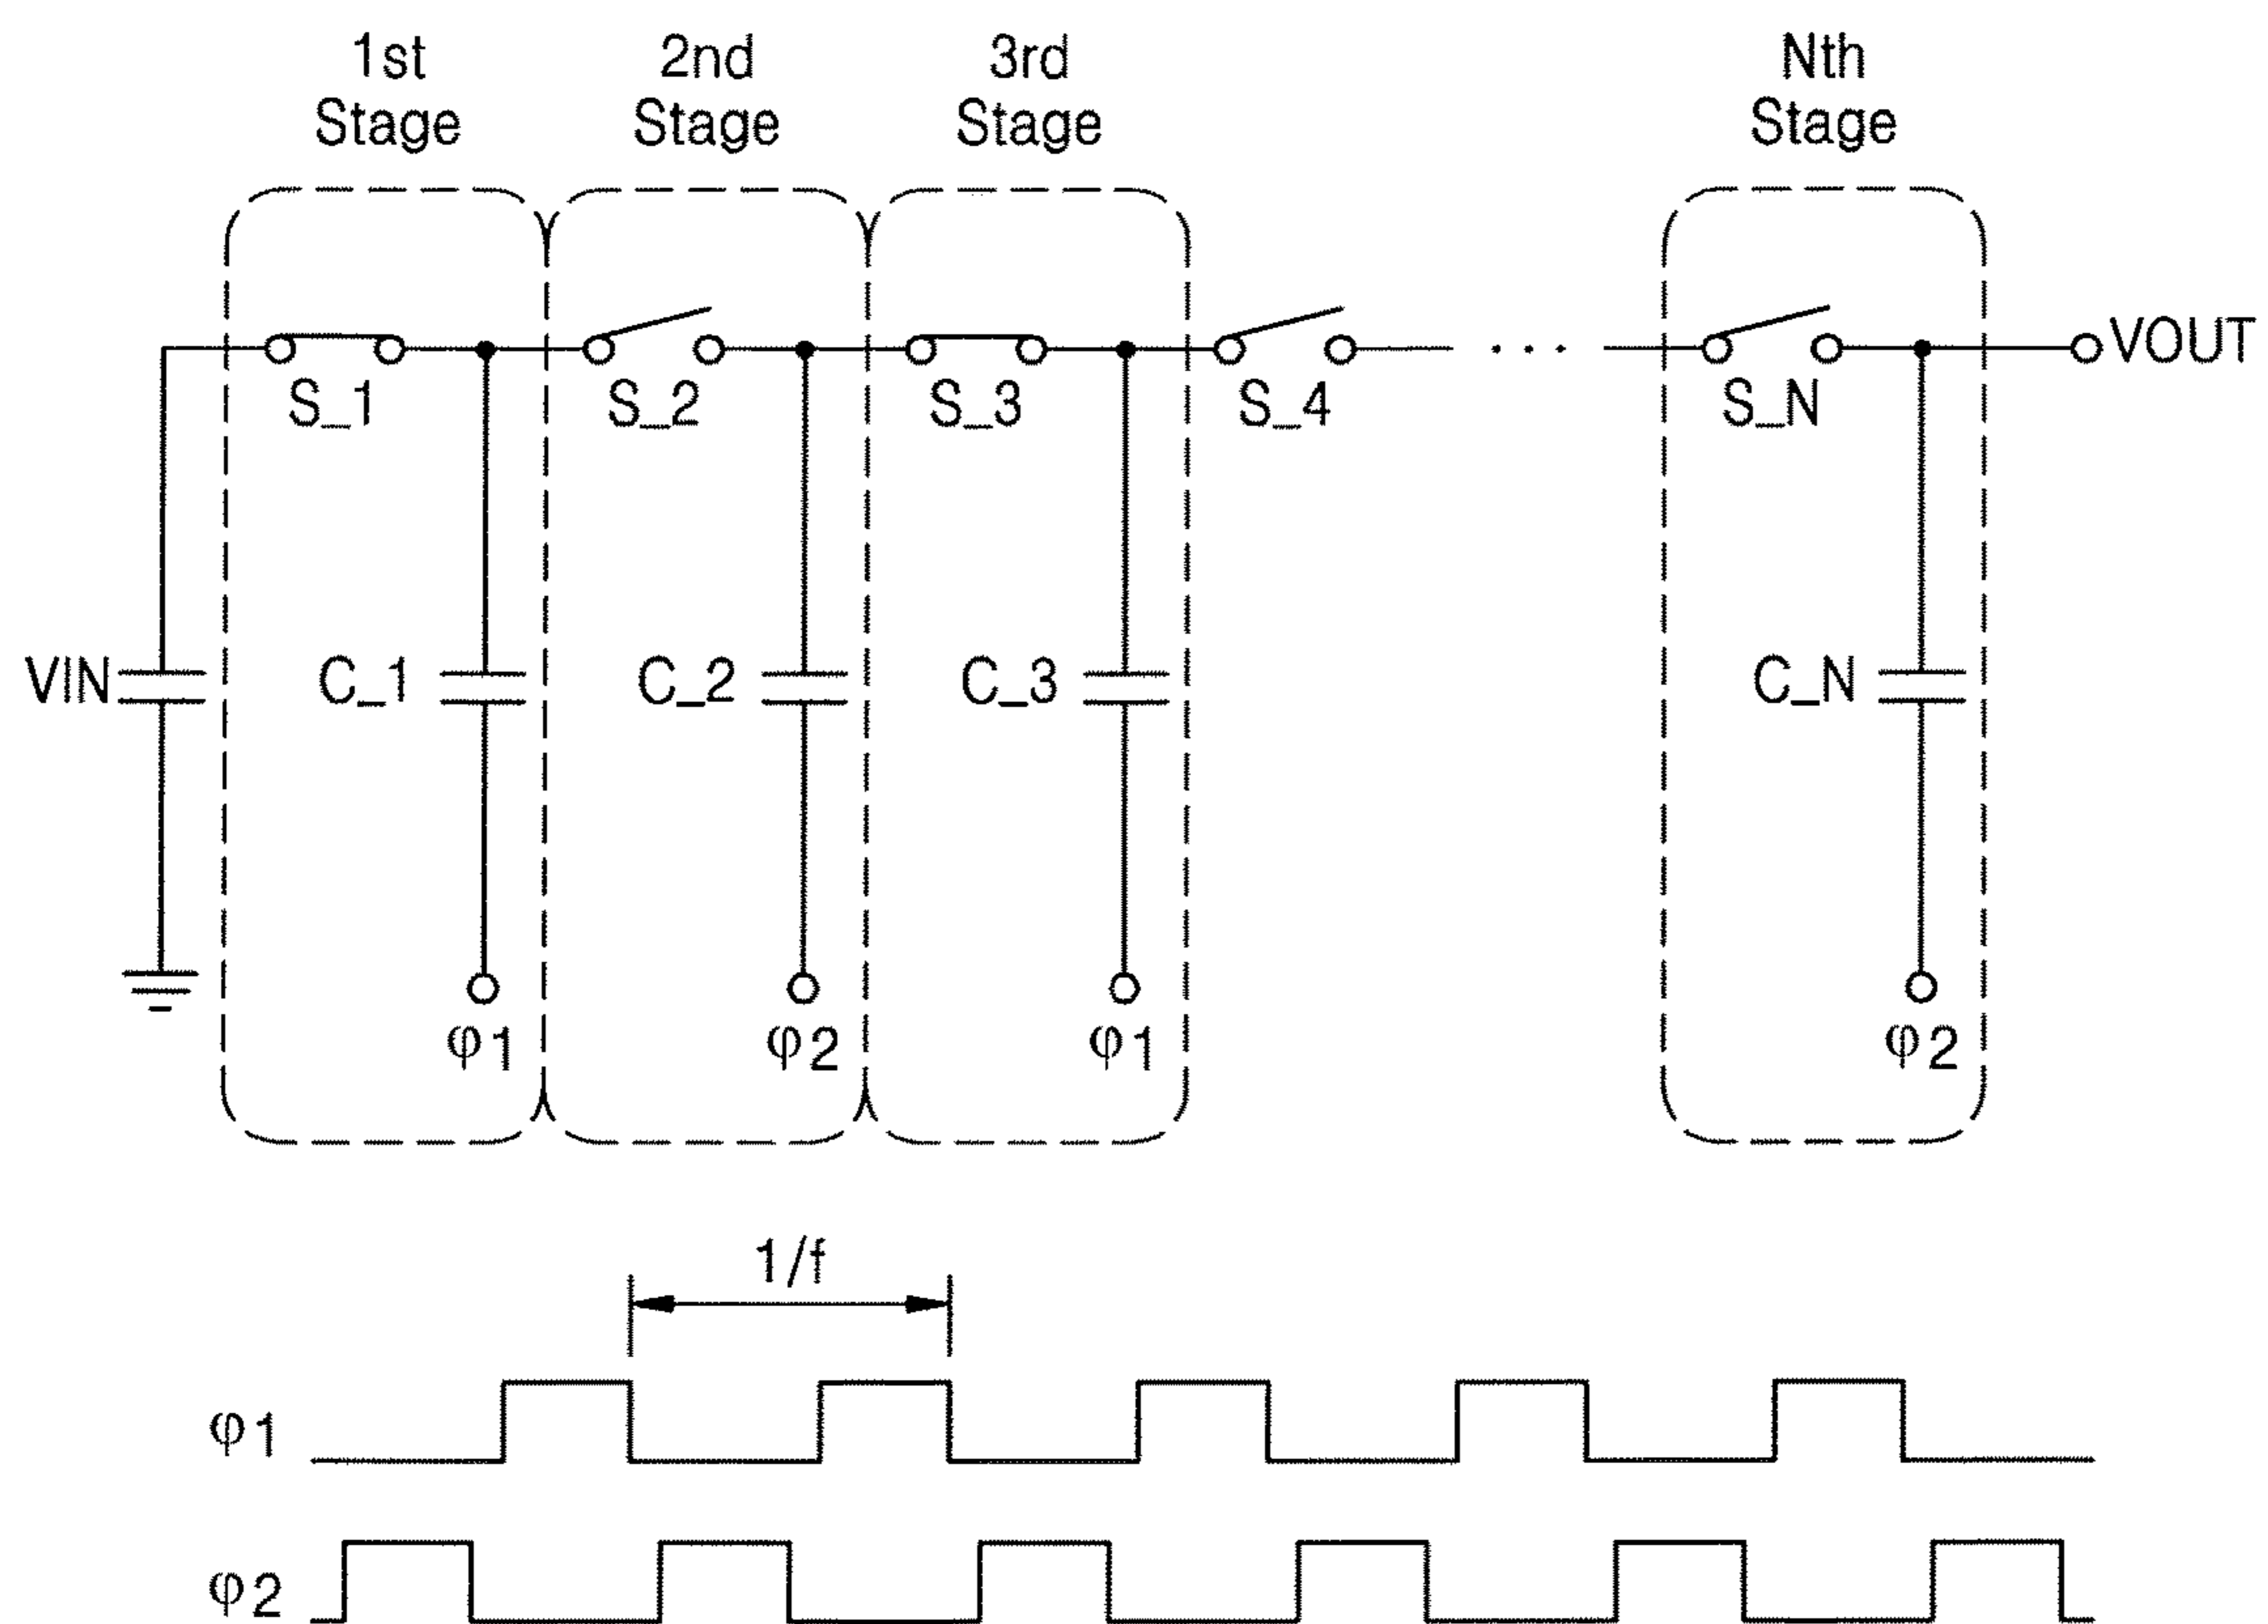 1st
Stage
2nd
Stage
3rd
Stage
Nth
Stage
S_1
S_2
S_3
S_4
. . .
S_N
VOUT
VIN
C_1
C_2
C_3
C_N
φ1
φ2
φ1
φ2
1/f
φ1
φ2